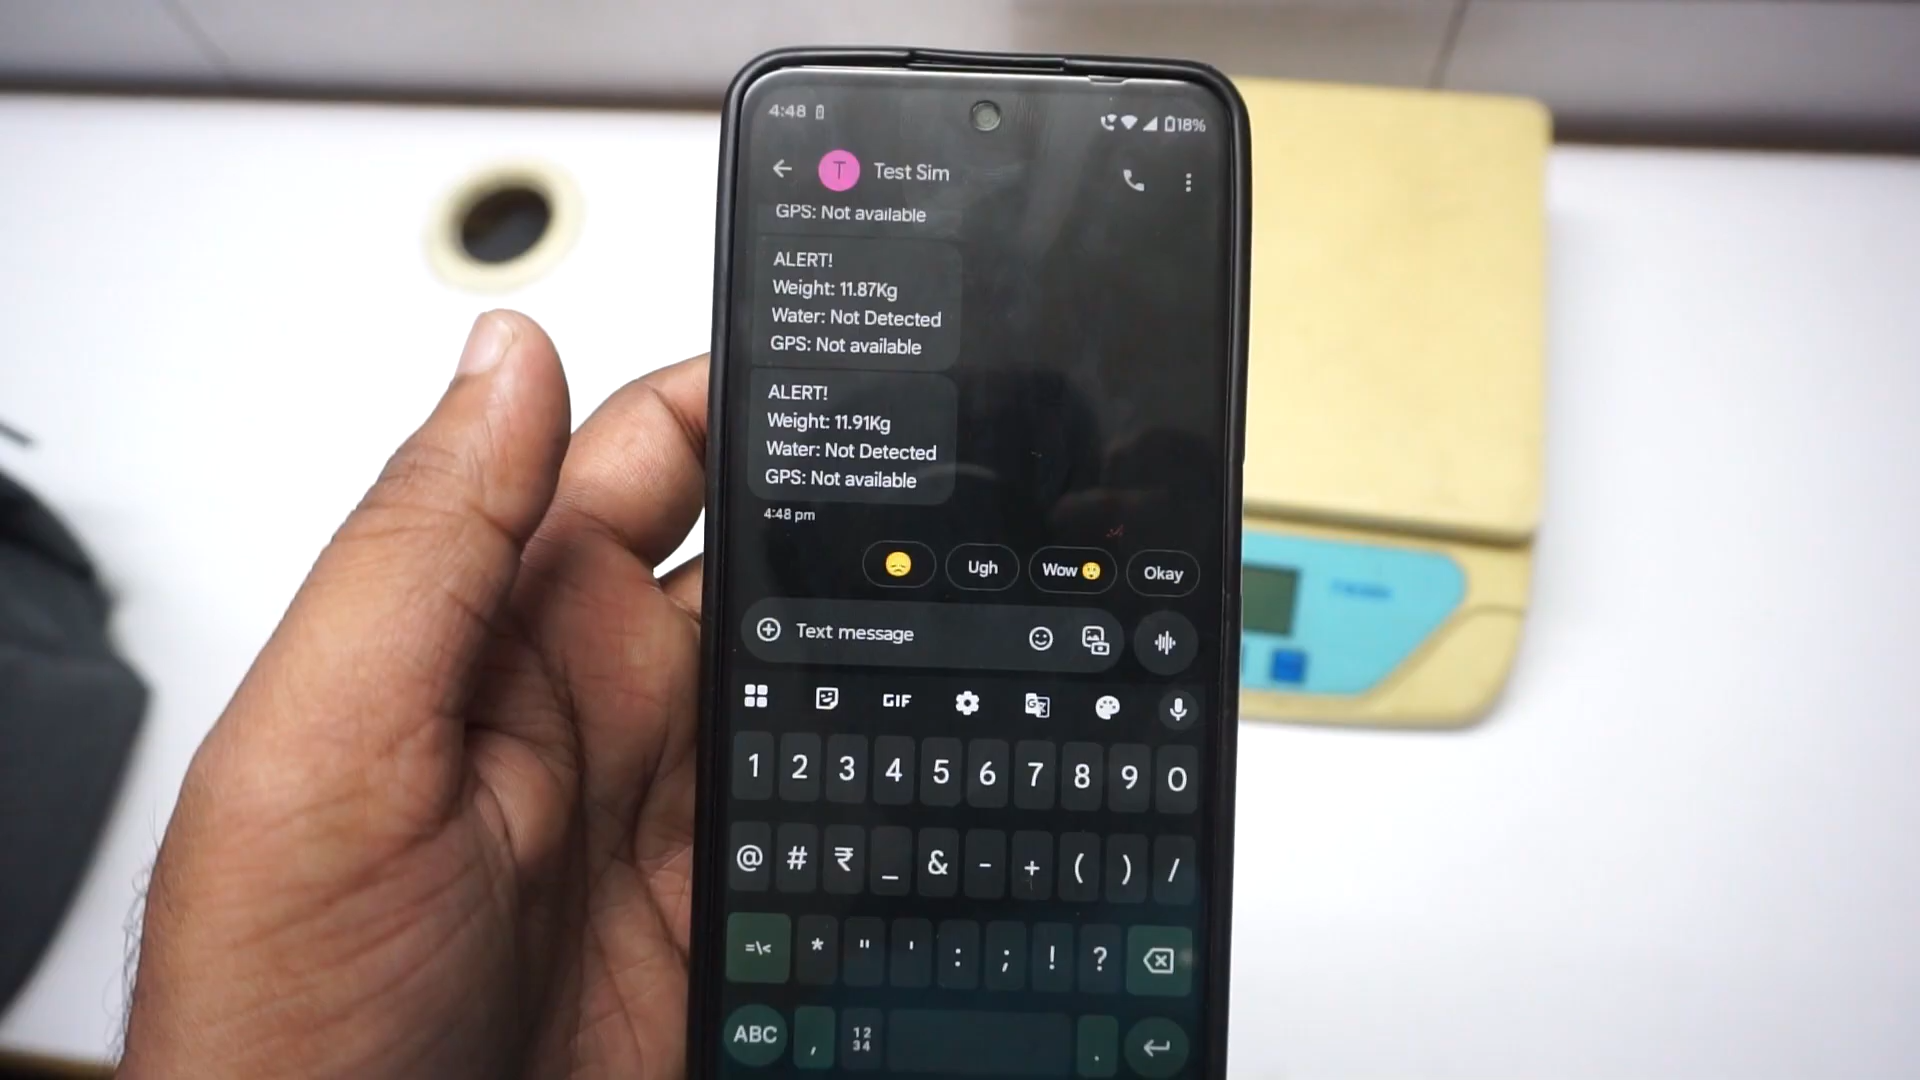 4:48
18%
T
Test Sim
GPS: Not available
ALERT!
Weight: 11.87Kg
Water: Not Detected
GPS: Not available
ALERT!
Weight: 11.91Kg
Water: Not Detected
GPS: Not available
4:48 pm
😞
Ugh
Wow 😲
Okay
Text message
GIF
1 2 3 4 5 6 7 8 9 0
@ # ₹ _ & - + ( ) /
=\< * " ' : ; ! ?
ABC , 12 .
34